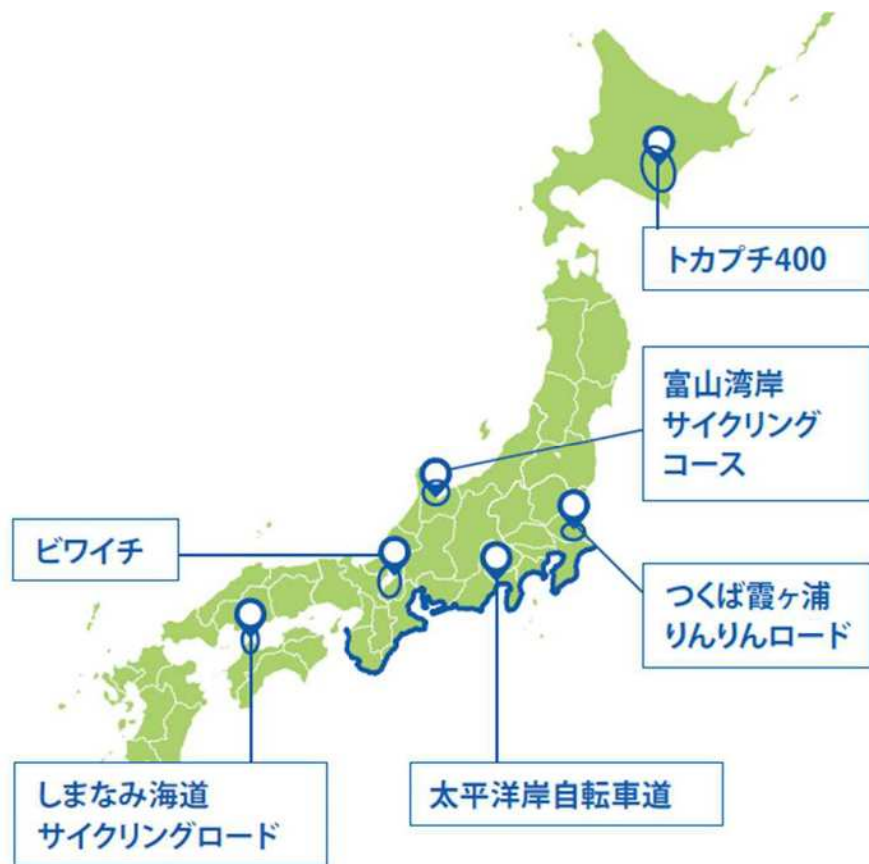 トカプチ400
富山湾岸
サイクリング
コース
ビワイチ
つくば霞ヶ浦
りんりんロード
しまなみ海道
サイクリングロード
太平洋岸自転車道